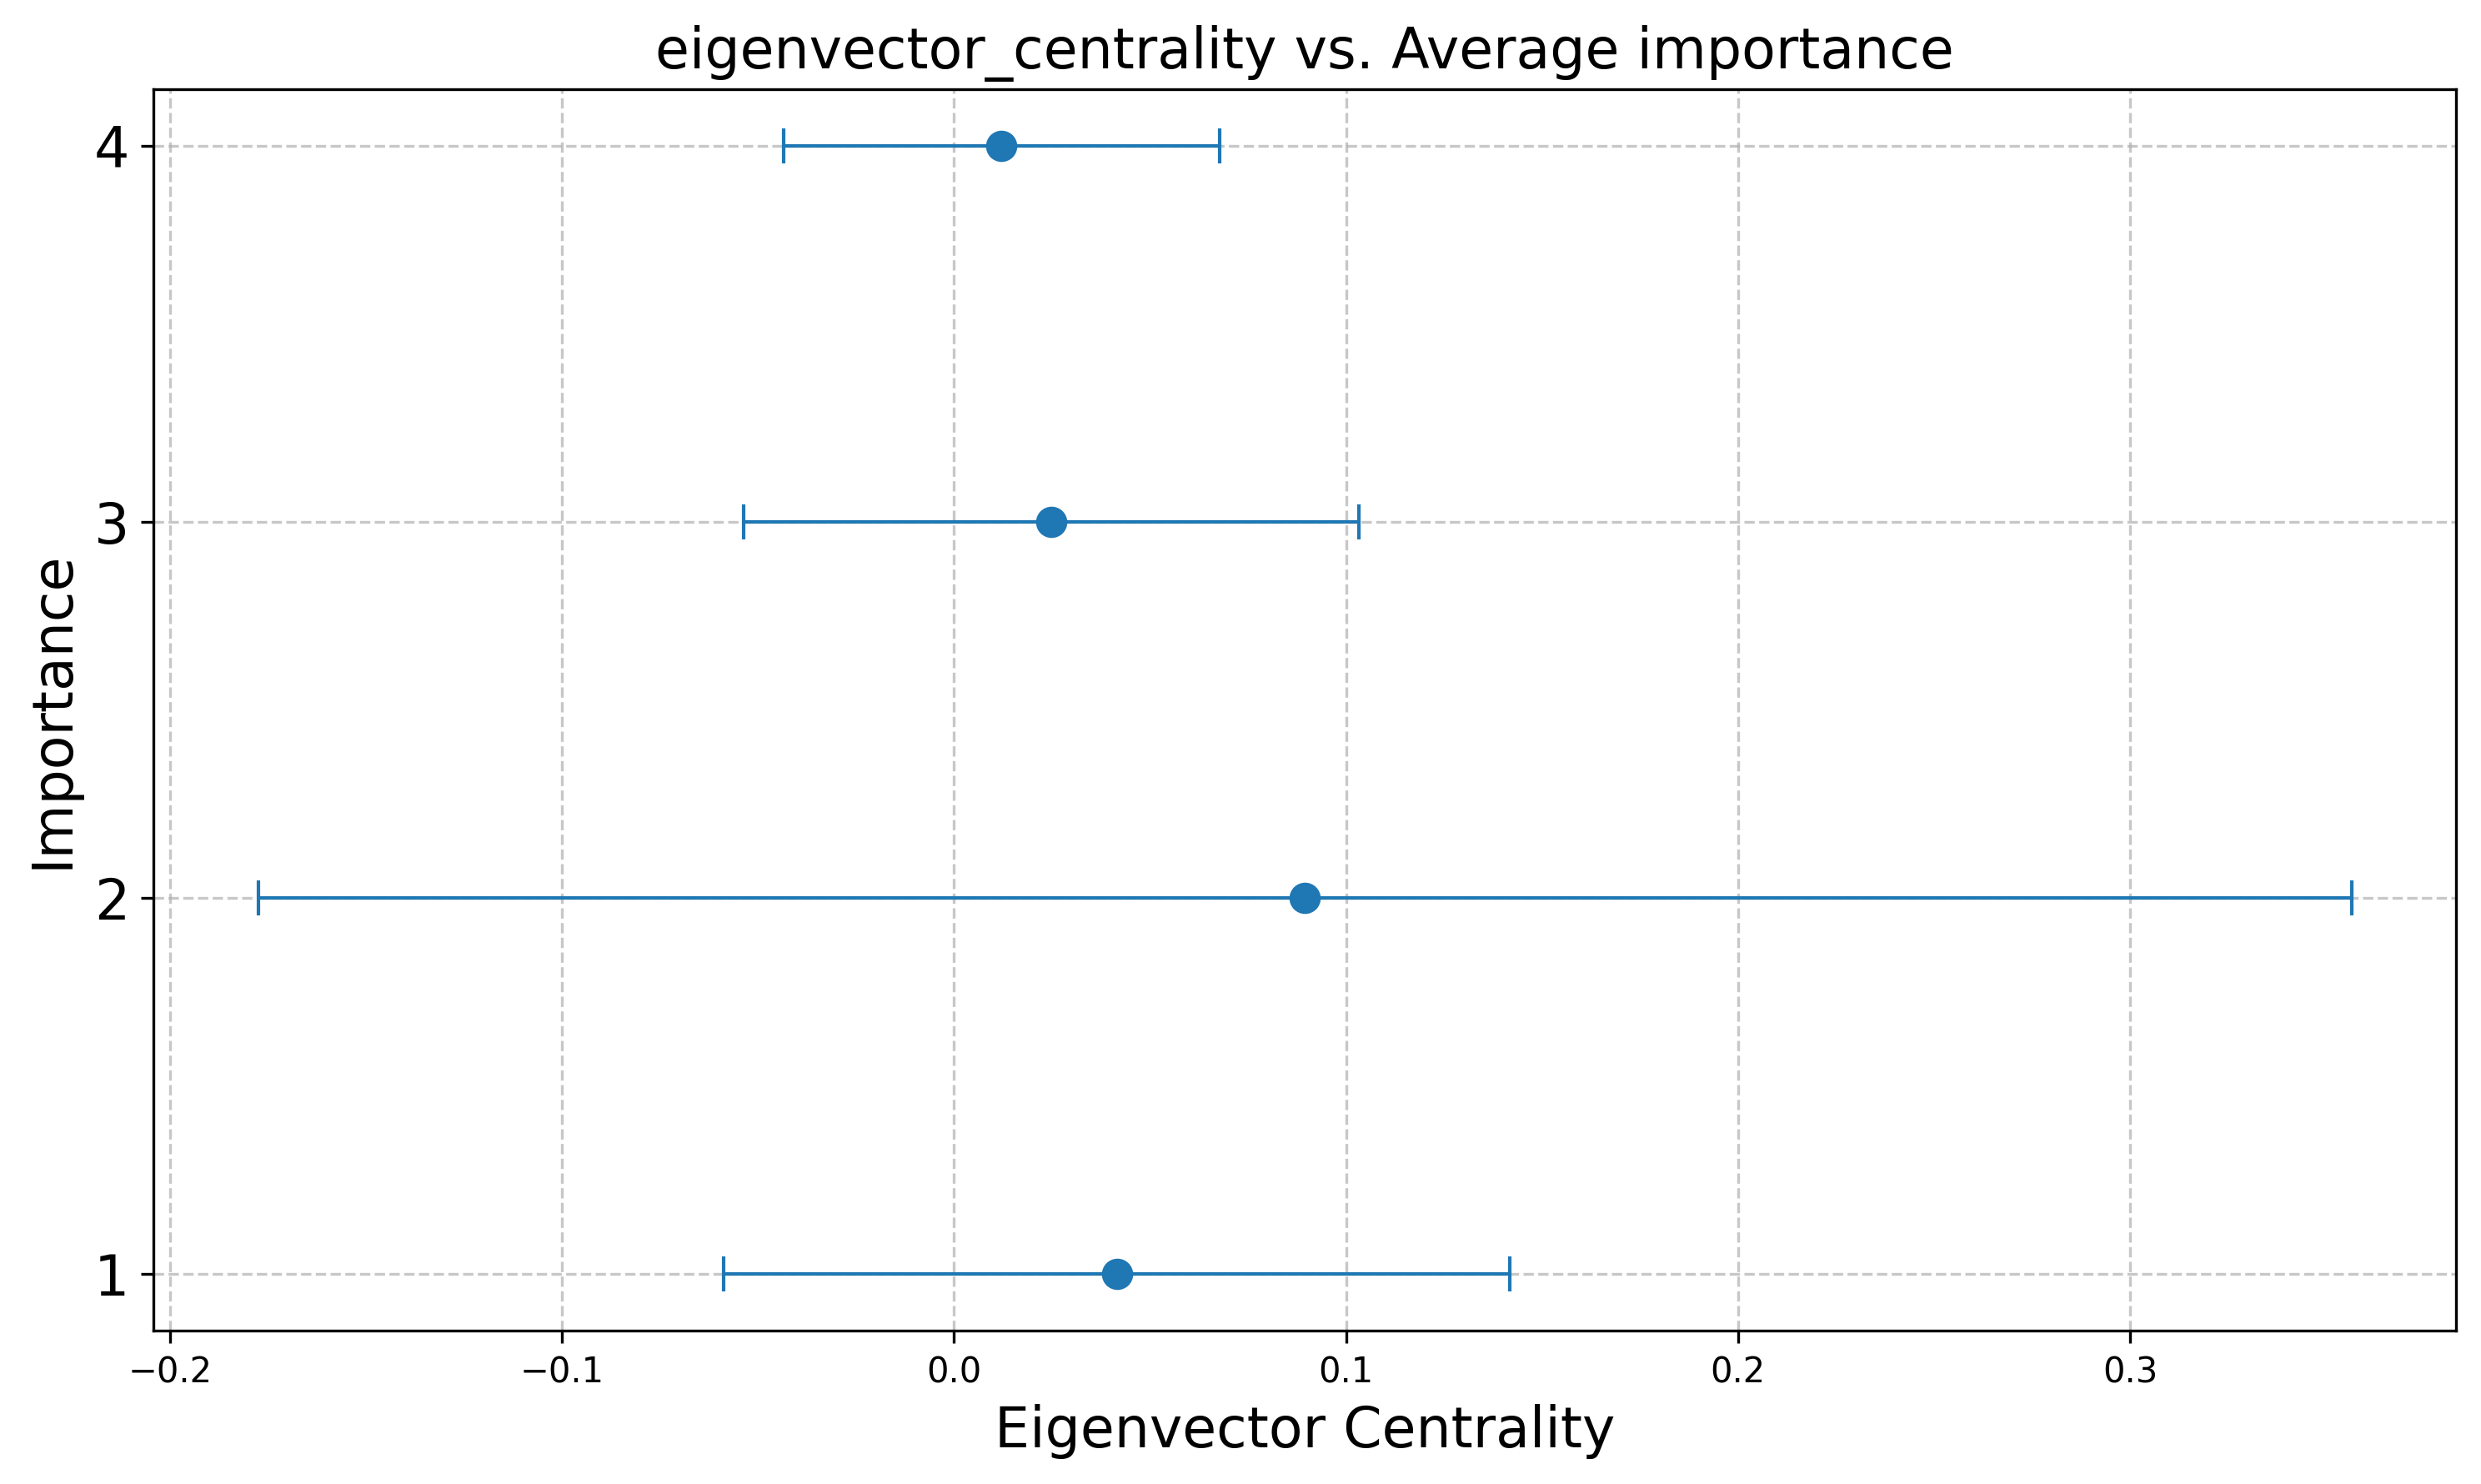 eigenvector_centrality vs. Average importance
4
3
2
1
Importance
−0.2 −0.1 0.0 0.1 0.2 0.3
Eigenvector Centrality